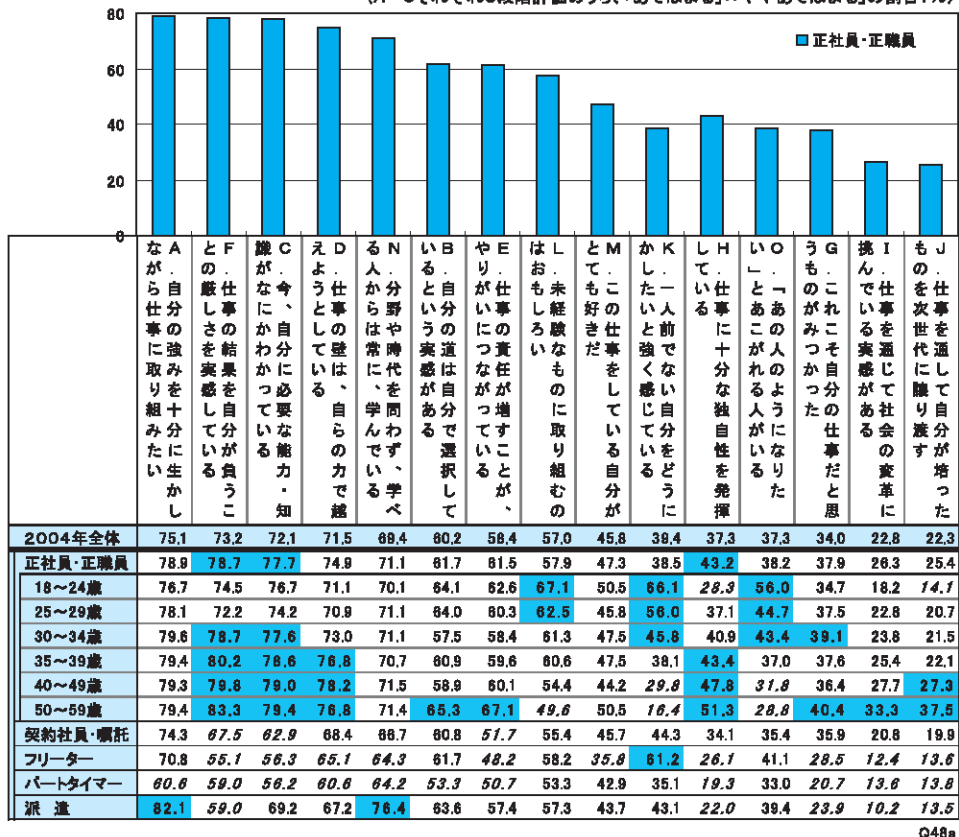 80
60
40
20
0
正社員・正職員
A.自分の強みを十分に生かし
ながら仕事に取り組みたい
F.仕事の結果を自分が負うこ
との厳しさを実感している
C.今、自分に必要な能力・知
識がなにかわかっている
D.仕事の壁は、自らの力で越
えようとしている
N.分野や時代を問わず、学べ
る人からは常に、学んでいる
B.自分の道は自分で選択して
いるという実感がある
E.仕事の責任が増すことが、
やりがいにつながっている
L.未経験なものに取り組むの
はおもしろい
M.この仕事をしている自分が
とても好きだ
K.一人前でない自分をどうに
かしたいと強く感じている
H.仕事に十分な独自性を発揮
している
O.「あの人のようになりた
い」とあこがれる人がいる
G.これこそ自分の仕事だと思
うものがみつかった
I.仕事を通じて社会の変革に
挑んでいる実感がある
J.仕事を通して自分が培った
ものを次世代に譲り渡す
2004年全体 75.1 73.2 72.1 71.5 69.4 60.2 58.4 57.0 45.8 39.4 37.3 37.3 34.0 22.8 22.3
正社員・正職員 78.9 78.7 77.7 74.9 71.1 61.7 61.5 57.9 47.3 38.5 43.2 38.2 37.9 26.3 25.4
18~24歳 76.7 74.5 76.7 71.1 70.1 64.1 62.6 67.1 50.5 66.1 28.3 56.0 34.7 18.2 14.1
25~29歳 78.1 72.2 74.2 70.9 71.1 64.0 60.3 62.5 45.8 56.0 37.1 44.7 37.5 22.8 20.7
30~34歳 79.6 78.7 77.6 73.0 71.1 57.5 58.4 61.3 47.5 45.8 40.9 43.4 39.1 23.8 21.5
35~39歳 79.4 80.2 78.6 76.8 70.7 60.9 59.6 60.6 47.5 38.1 43.4 37.0 37.6 25.4 22.1
40~49歳 79.3 79.8 79.0 78.2 71.5 58.9 60.1 54.4 44.2 29.8 47.8 31.8 36.4 27.7 27.3
50~59歳 79.4 83.3 79.4 76.8 71.4 65.3 67.1 49.6 50.5 16.4 51.3 28.8 40.4 33.3 37.5
契約社員・嘱託 74.3 67.5 62.9 68.4 66.7 60.8 51.7 55.4 45.7 44.3 34.1 35.4 35.9 20.8 19.9
フリーター 70.8 55.1 56.3 65.1 64.3 61.7 48.2 58.2 35.8 61.2 26.1 41.1 28.5 12.4 13.6
パートタイマー 60.6 59.0 56.2 60.6 64.2 53.3 50.7 53.3 42.9 35.1 19.3 33.0 20.7 13.6 13.8
派遣 82.1 59.0 69.2 67.2 76.4 63.6 57.4 57.3 43.7 43.1 22.0 39.4 23.9 10.2 13.5
Q48a